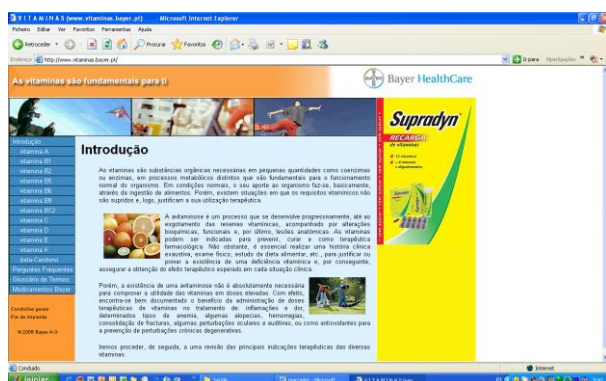 V I T A M I N A S (www.vitaminas.bayer.pt) - Microsoft Internet Explorer
Ficheiro Editar Ver Favoritos Ferramentas Ajuda
Retroceder Procurar Favoritos
Endereço http://www.vitaminas.bayer.pt/ Ir para Hiperligações
As vitaminas são fundamentais para ti
Bayer HealthCare
Introdução
vitamina A
vitamina B1
vitamina B2
vitamina B5
vitamina B6
vitamina B9
vitamina B12
vitamina C
vitamina D
vitamina E
vitamina K
beta-Caroteno
Perguntas Frequentes
Glossário de Termos
Medicamentos Bayer
Condições gerais
© 2005 Bayer A.G
Introdução
As vitaminas são substâncias orgânicas necessárias em pequenas quantidades como coenzimas
ou enzimas, em processos metabólicos distintos que são fundamentais para o funcionamento
normal do organismo. Em condições normais, o seu aporte ao organismo faz-se, basicamente,
através da ingestão de alimentos. Porém, existem situações em que os requisitos vitamínicos não
são supridos e, logo, justificam a sua utilização terapêutica.
A avitaminose é um processo que se desenvolve progressivamente, até ao
esgotamento das reservas vitamínicas, acompanhado por alterações
bioquímicas, funcionais e, por último, lesões anatómicas. As vitaminas
podem ser indicadas para prevenir, curar e como terapêutica
farmacológica. Não obstante, é essencial realizar uma história clínica
exaustiva, exame físico, estudo da dieta alimentar, etc., para justificar ou
provar a existência de uma deficiência vitamínica e, por conseguinte,
assegurar a obtenção do efeito terapêutico esperado em cada situação clínica.
Porém, a existência de uma avitaminose não é absolutamente necessária
para comprovar a utilidade das vitaminas em doses elevadas. Com efeito,
encontra-se bem documentado o benefício da administração de doses
terapêuticas de vitaminas no tratamento de: inflamações e dor,
determinados tipos de anemia, algumas alopecias, hemorragias,
consolidação de fracturas, algumas perturbações oculares e auditivas, ou como antioxidantes para
a prevenção de perturbações crónicas degenerativas.
Iremos proceder, de seguida, a uma revisão das principais indicações terapêuticas das diversas
vitaminas.
Supradyn
RECARGA
de vitaminas
Concluído Internet
Iniciar